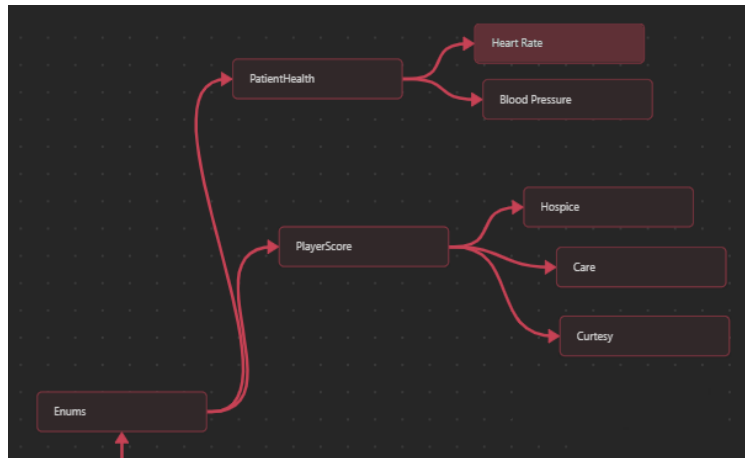 Heart Rate
PatientHealth
Blood Pressure
Hospice
PlayerScore
Care
Curtesy
Enums